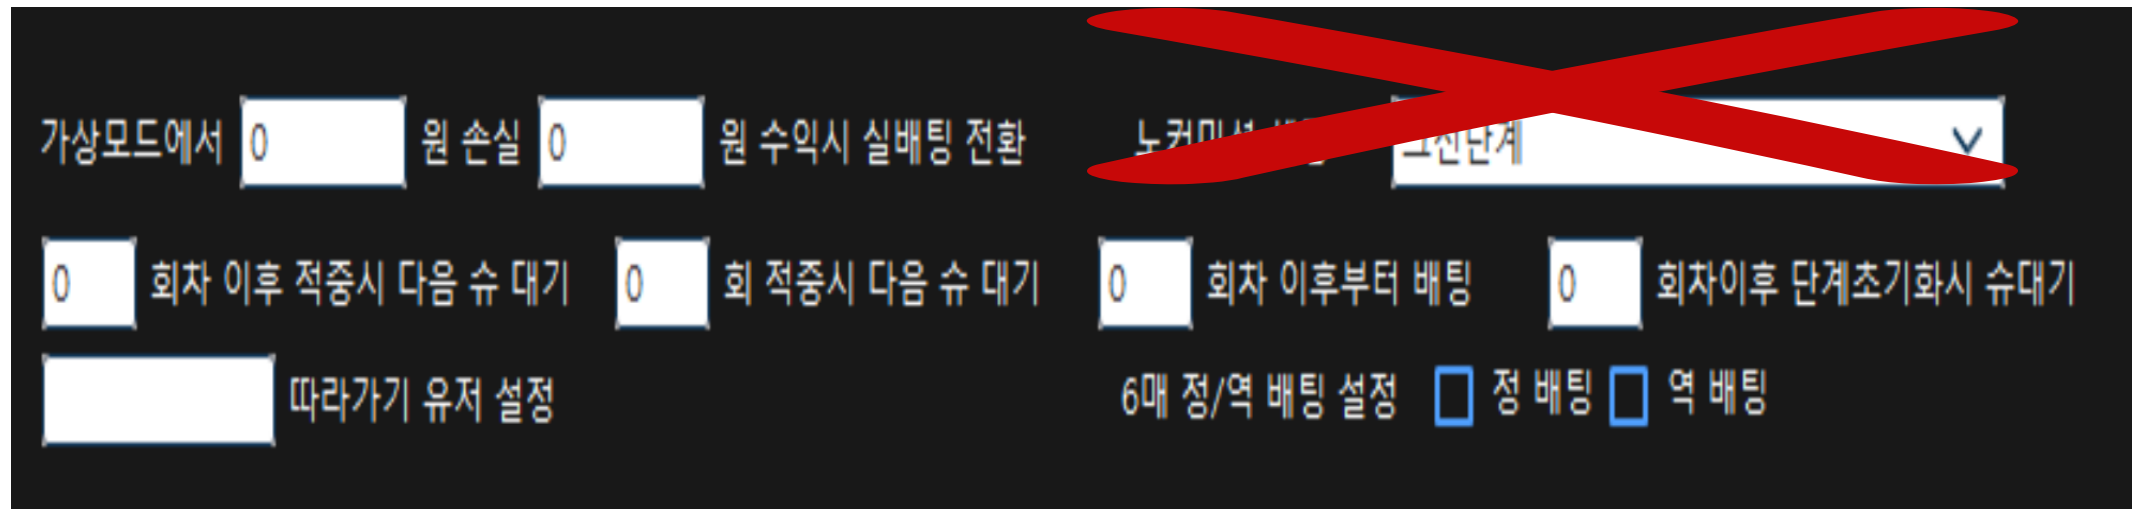 가상모드에서 0 원 손실 0 원 수익시 실배팅 전환
0 회차 이후 적중시 다음 슈 대기 0 회 적중시 다음 슈 대기 0 회차 이후부터 배팅 0 회차이후 단계초기화시 슈대기
따라가기 유저 설정 6매 정/역 배팅 설정 정 배팅 역 배팅